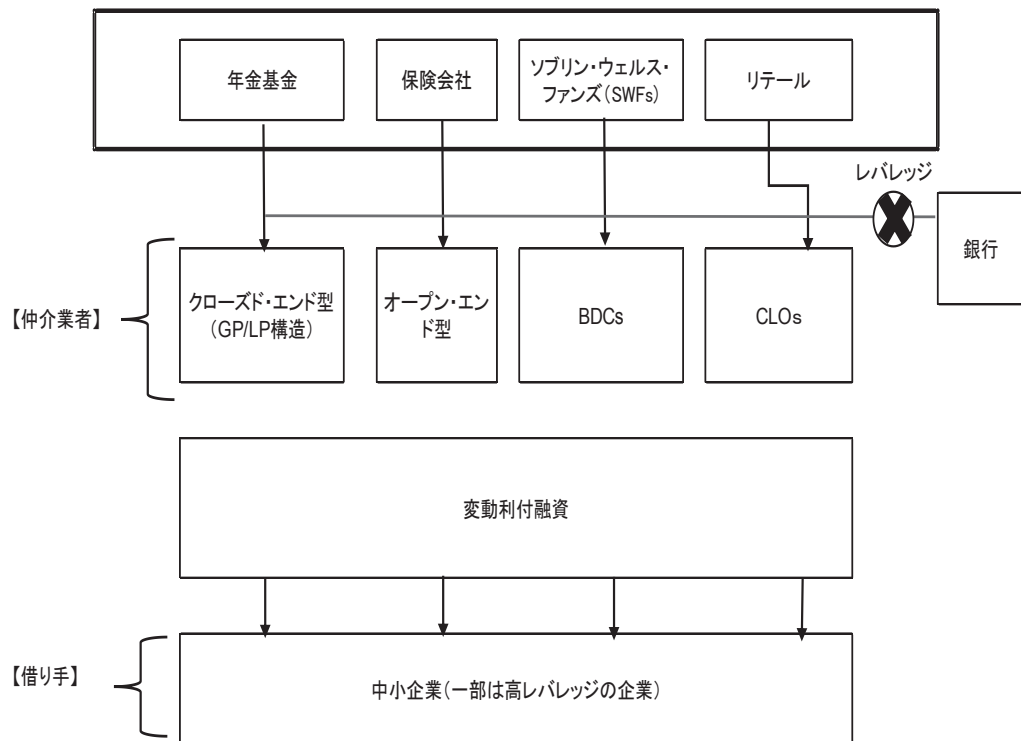 年金基金
保険会社
ソブリン・ウェルス・
ファンズ(SWFs)
リテール
レバレッジ
銀行
【仲介業者】
クローズド・エンド型
(GP/LP構造)
オープン・エン
ド型
BDCs
CLOs
変動利付融資
【借り手】
中小企業(一部は高レバレッジの企業)